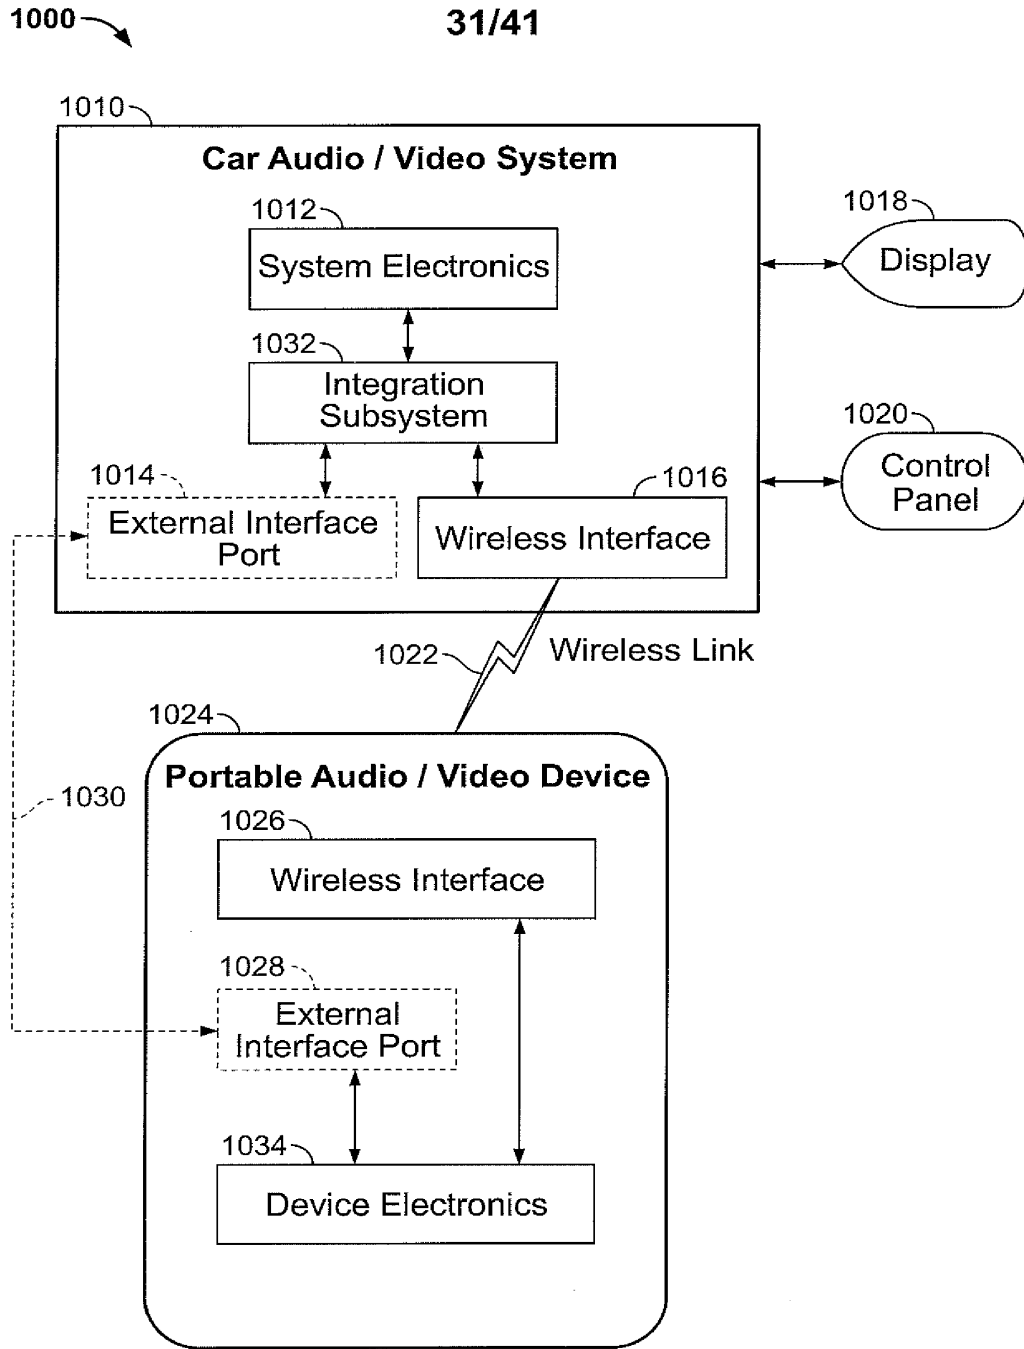 1000
31/41
1010
Car Audio / Video System
1012
System Electronics
1032
Integration
Subsystem
1014
External Interface
Port
1016
Wireless Interface
1018
Display
1020
Control
Panel
1022
Wireless Link
1024
Portable Audio / Video Device
1030
1026
Wireless Interface
1028
External
Interface Port
1034
Device Electronics